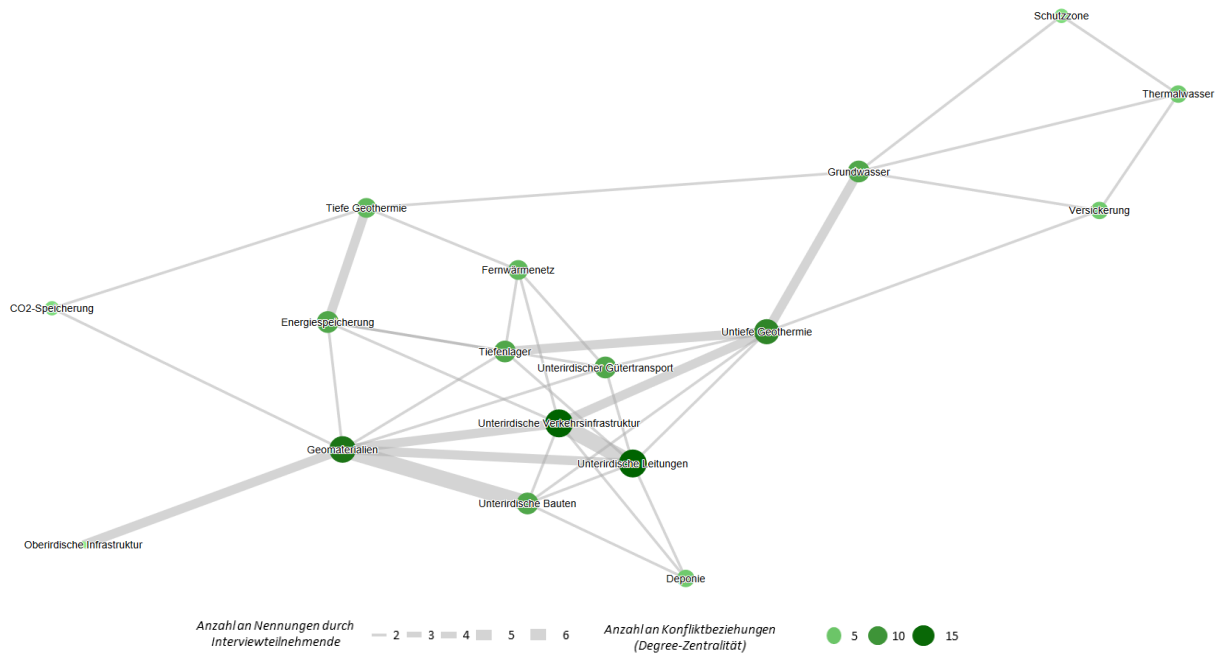 Schutzzone
Thermalwasser
Grundwasser
Tiefe Geothermie
Versickerung
Fernwärmenetz
CO2-Speicherung
Energiespeicherung
Untiefe Geothermie
Tiefenlager
Unterirdischer Gütertransport
Unterirdische Verkehrsinfrastruktur
Geomaterialien
Unterirdische Leitungen
Unterirdische Bauten
Oberirdische Infrastruktur
Deponie
Anzahl an Nennungen durch
Interviewteilnehmende
2 3 4 5 6
Anzahl an Konfliktbeziehungen
(Degree-Zentralität)
5 10 15